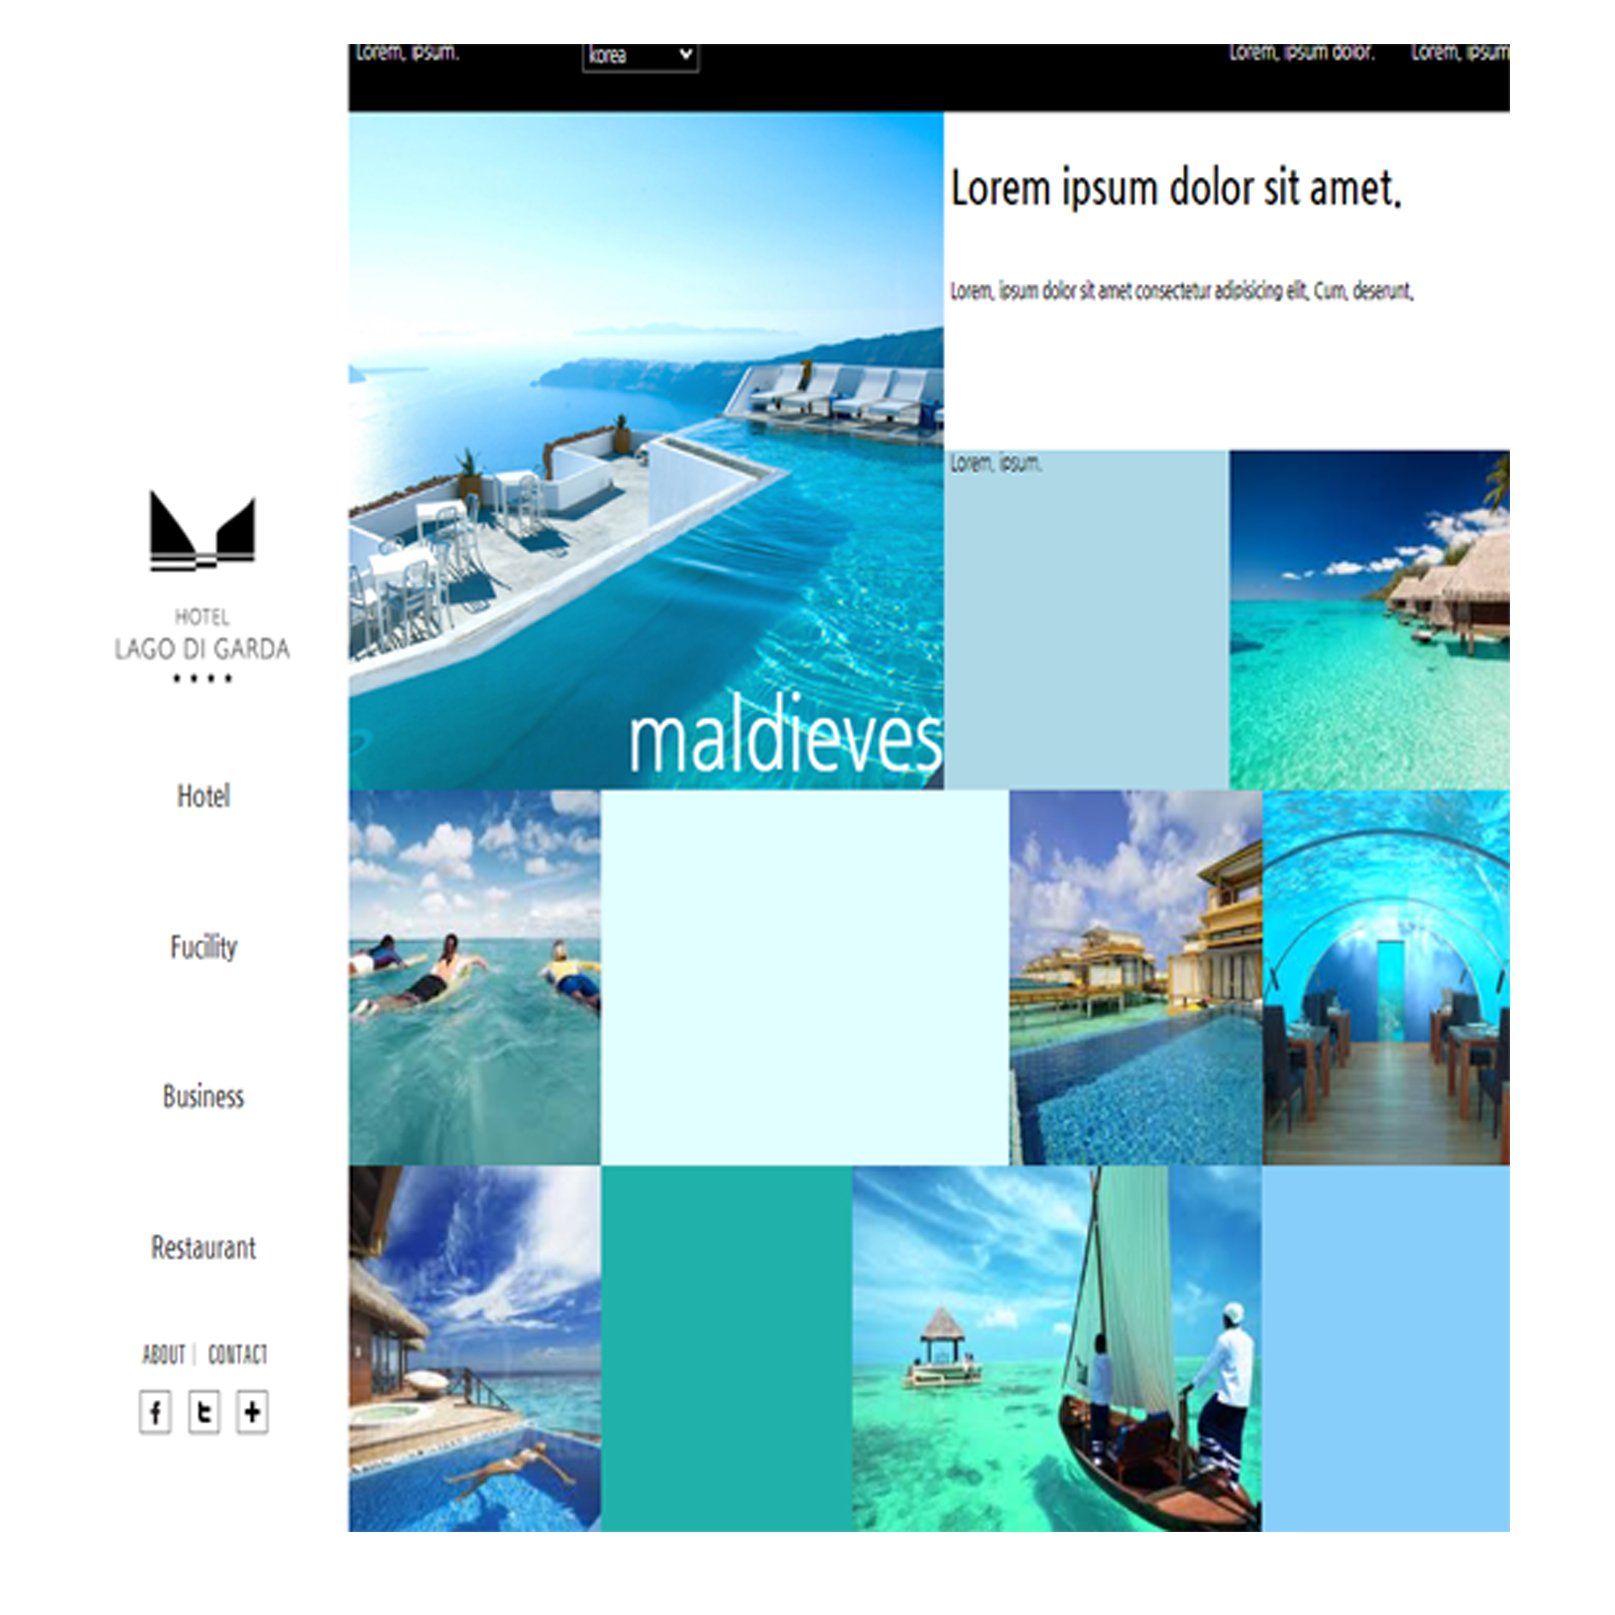 Lorem, ipsum.
korea
Lorem, ipsum dolor.
Lorem, ipsum
Lorem ipsum dolor sit amet.
Lorem, ipsum dolor sit amet consectetur adipisicing elit. Cum, deserunt.
Lorem, ipsum.
maldieves
HOTEL
LAGO DI GARDA
Hotel
Fucility
Business
Restaurant
ABOUT | CONTACT